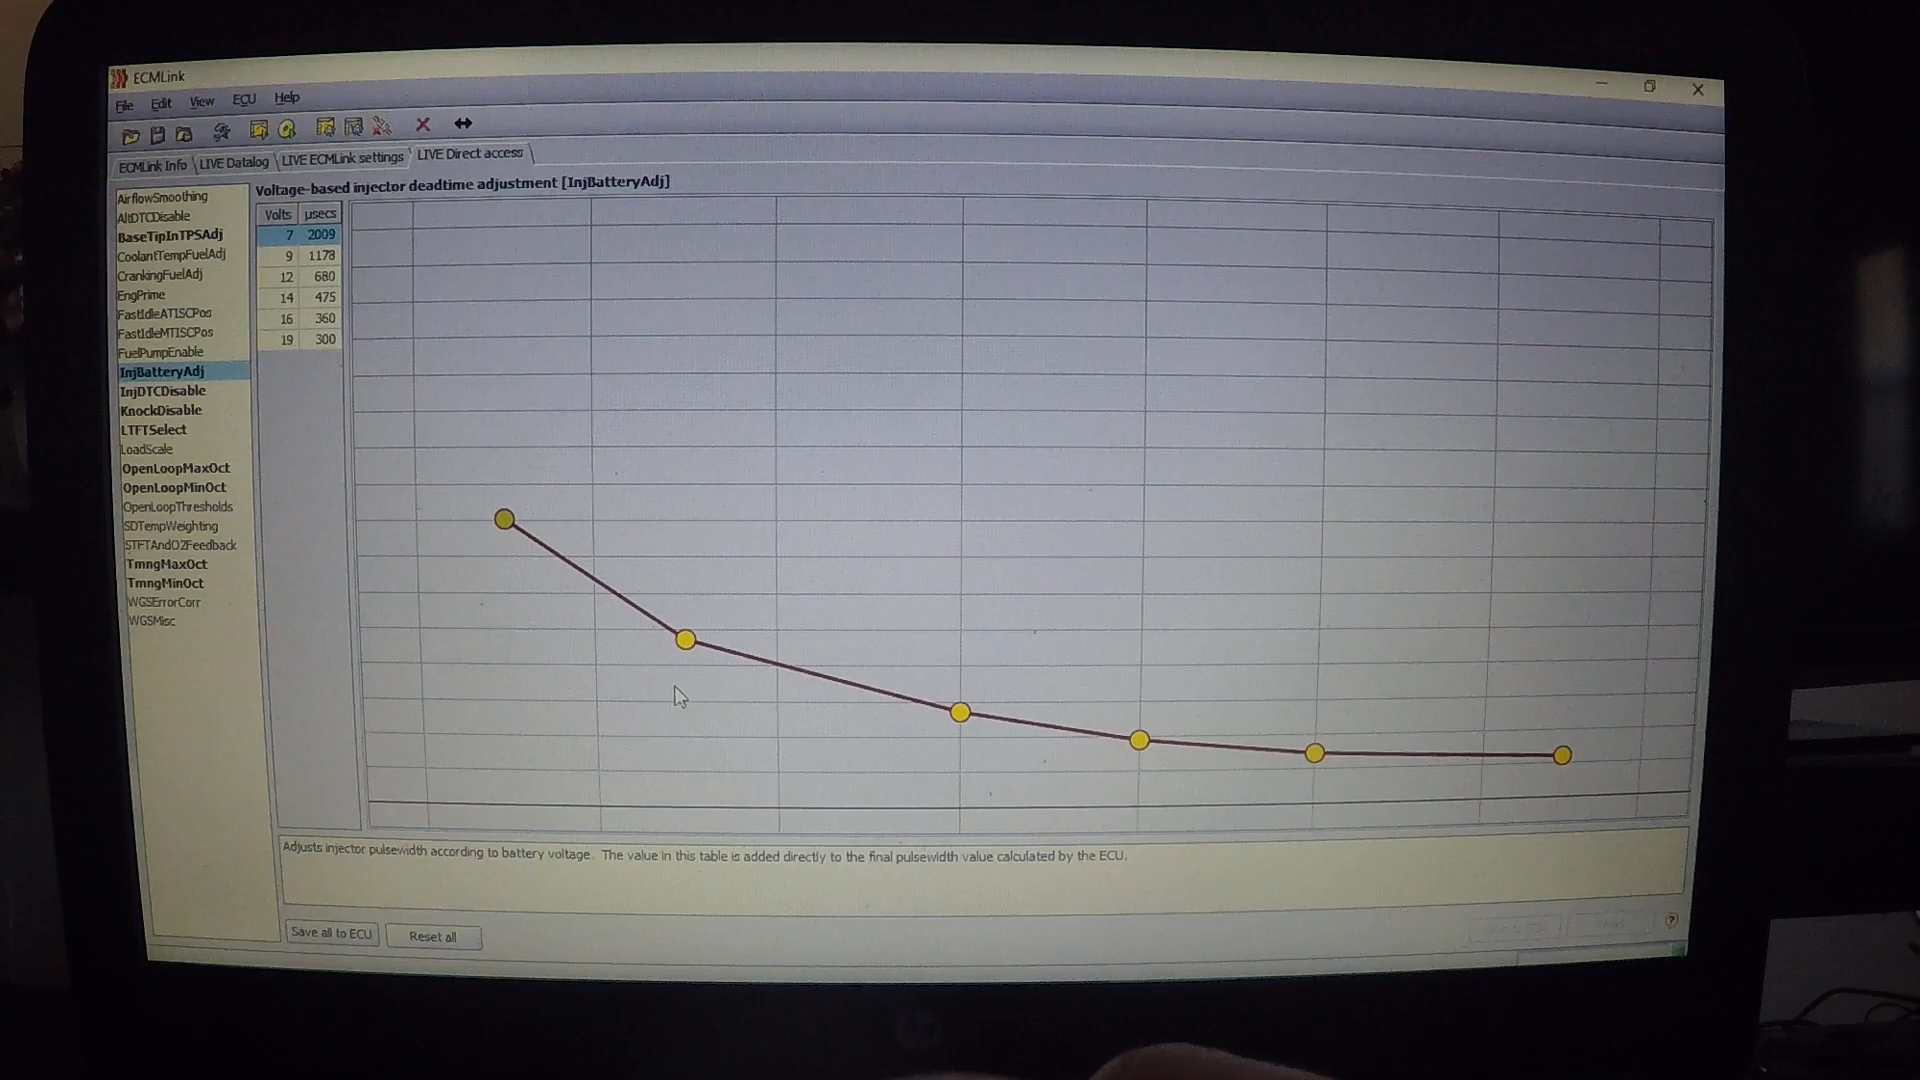 ECMLink
File Edit View ECU Help
ECMLink Info LIVE Datalog LIVE ECMLink settings LIVE Direct access
AirflowSmoothing
AltDTCDisable
BaseTipInTPSAdj
CoolantTempFuelAdj
CrankingFuelAdj
EngPrime
FastIdleATISCPos
FastIdleMTISCPos
FuelPumpEnable
InjBatteryAdj
InjDTCDisable
KnockDisable
LTFTSelect
LoadScale
OpenLoopMaxOct
OpenLoopMinOct
OpenLoopThresholds
SDTempWeighting
STFTAndO2Feedback
TmngMaxOct
TmngMinOct
WGSErrorCorr
WGSMisc
Voltage-based injector deadtime adjustment [InjBatteryAdj]
Volts µsecs
7 2009
9 1178
12 680
14 475
16 360
19 300
Adjusts injector pulsewidth according to battery voltage. The value in this table is added directly to the final pulsewidth value calculated by the ECU.
Save all to ECU Reset all
?
hp